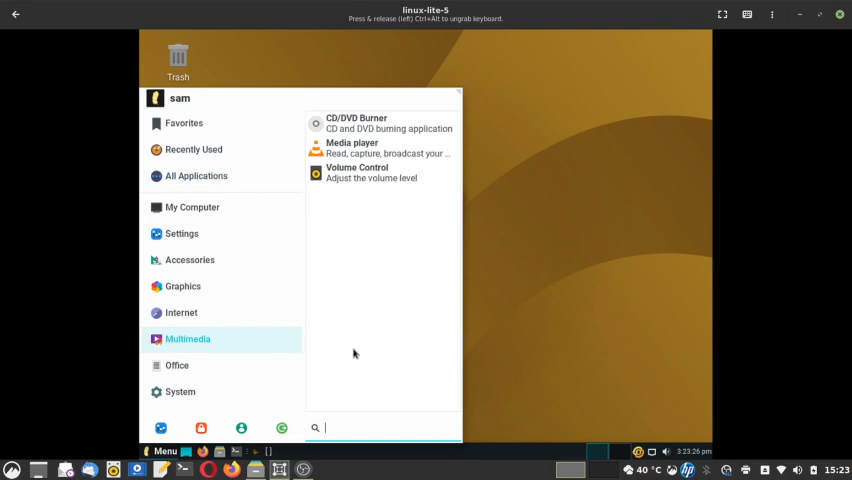 linux-lite-5
Press & release (left) Ctrl+Alt to ungrab keyboard.
Trash
sam
Favorites
Recently Used
All Applications
My Computer
Settings
Accessories
Graphics
Internet
Multimedia
Office
System
CD/DVD Burner
CD and DVD burning application
Media player
Read, capture, broadcast your ...
Volume Control
Adjust the volume level
Menu
3:23:26 pm
40 °C
15:23